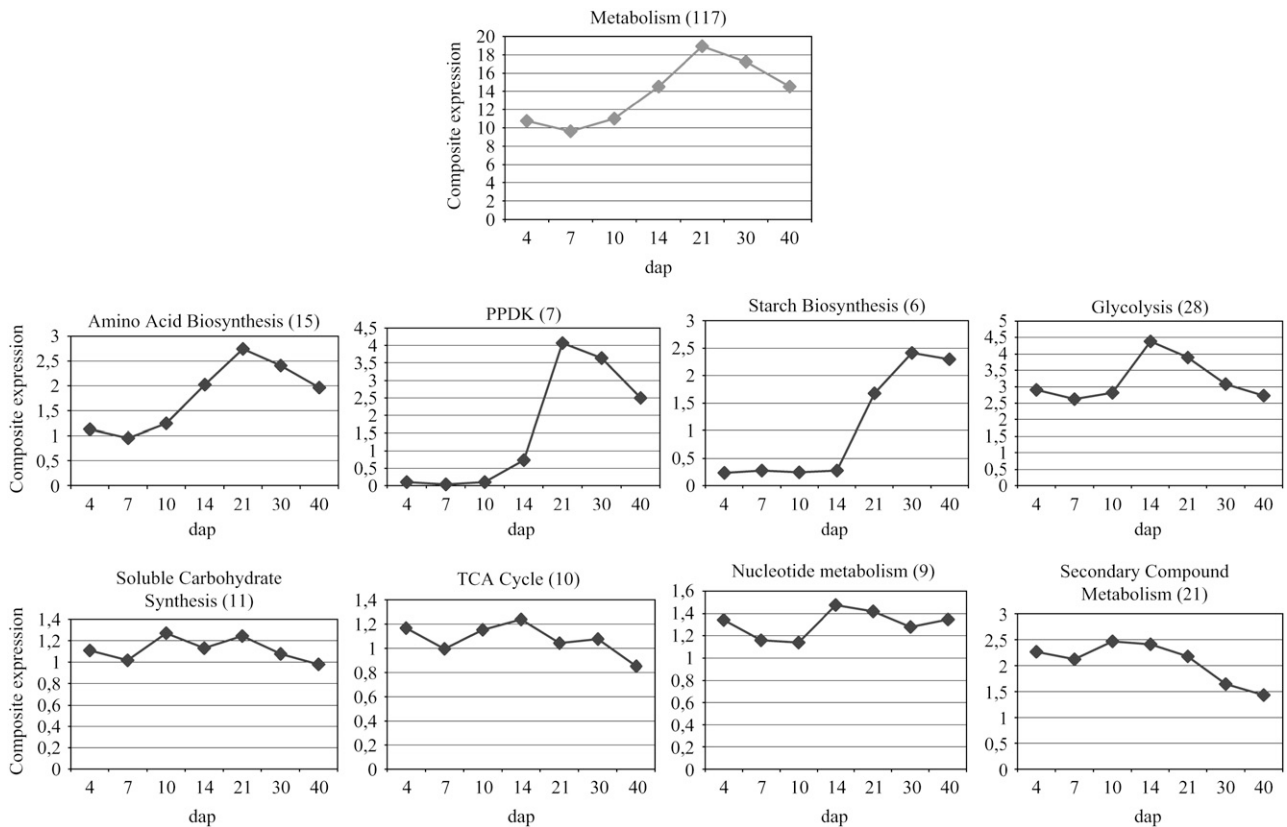 Metabolism (117)
Composite expression
20
18
16
14
12
10
8
6
4
2
0
4 7 10 14 21 30 40
dap
Amino Acid Biosynthesis (15)
Composite expression
3
2,5
2
1,5
1
0,5
0
4 7 10 14 21 30 40
dap
PPDK (7)
4,5
4
3,5
3
2,5
2
1,5
1
0,5
0
4 7 10 14 21 30 40
dap
Starch Biosynthesis (6)
3
2,5
2
1,5
1
0,5
0
4 7 10 14 21 30 40
dap
Glycolysis (28)
5
4,5
4
3,5
3
2,5
2
1,5
1
0,5
0
4 7 10 14 21 30 40
dap
Soluble Carbohydrate
Synthesis (11)
Composite expression
1,4
1,2
1
0,8
0,6
0,4
0,2
0
4 7 10 14 21 30 40
dap
TCA Cycle (10)
1,4
1,2
1
0,8
0,6
0,4
0,2
0
4 7 10 14 21 30 40
dap
Nucleotide metabolism (9)
1,6
1,4
1,2
1
0,8
0,6
0,4
0,2
0
4 7 10 14 21 30 40
dap
Secondary Compound
Metabolism (21)
3
2,5
2
1,5
1
0,5
0
4 7 10 14 21 30 40
dap